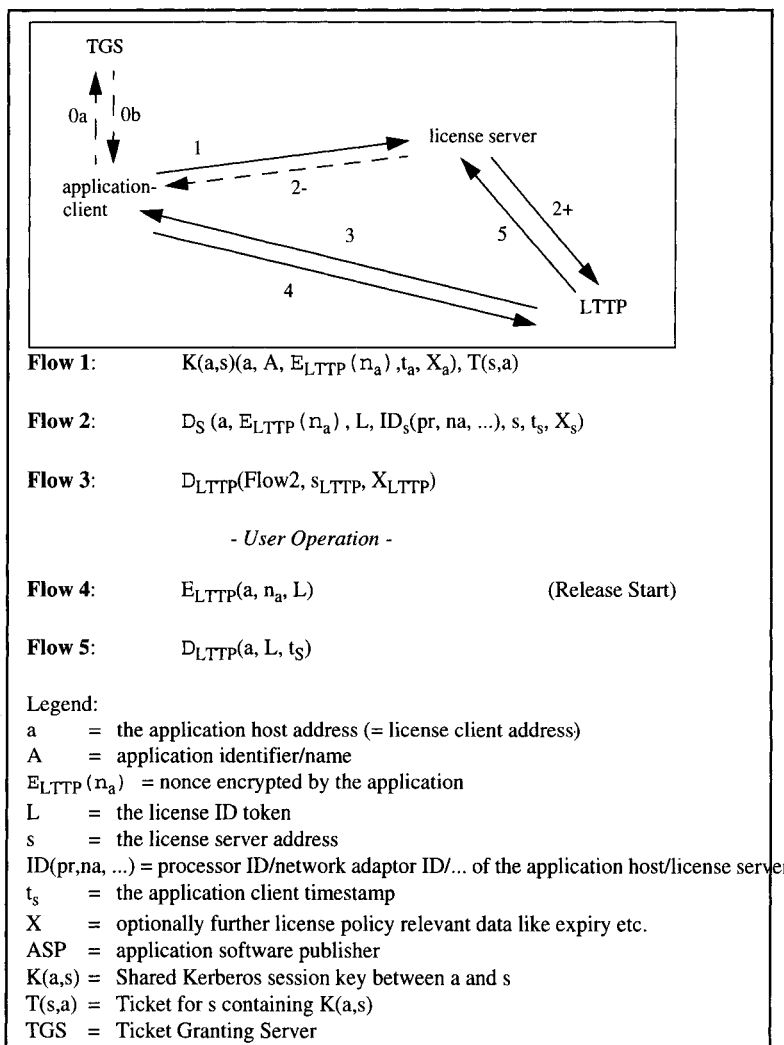 TGS
0a
0b
1
license server
application-
client
2-
2+
3
5
4
LTTP
Flow 1: K(a,s)(a, A, E_LTTP(n_a),t_a, X_a), T(s,a)
Flow 2: D_S (a, E_LTTP(n_a), L, ID_s(pr, na, ...), s, t_s, X_s)
Flow 3: D_LTTP(Flow2, s_LTTP, X_LTTP)
- User Operation -
Flow 4: E_LTTP(a, n_a, L) (Release Start)
Flow 5: D_LTTP(a, L, t_S)
Legend:
a = the application host address (= license client address)
A = application identifier/name
E_LTTP(n_a) = nonce encrypted by the application
L = the license ID token
s = the license server address
ID(pr,na, ...) = processor ID/network adaptor ID/... of the application host/license server
t_s = the application client timestamp
X = optionally further license policy relevant data like expiry etc.
ASP = application software publisher
K(a,s) = Shared Kerberos session key between a and s
T(s,a) = Ticket for s containing K(a,s)
TGS = Ticket Granting Server